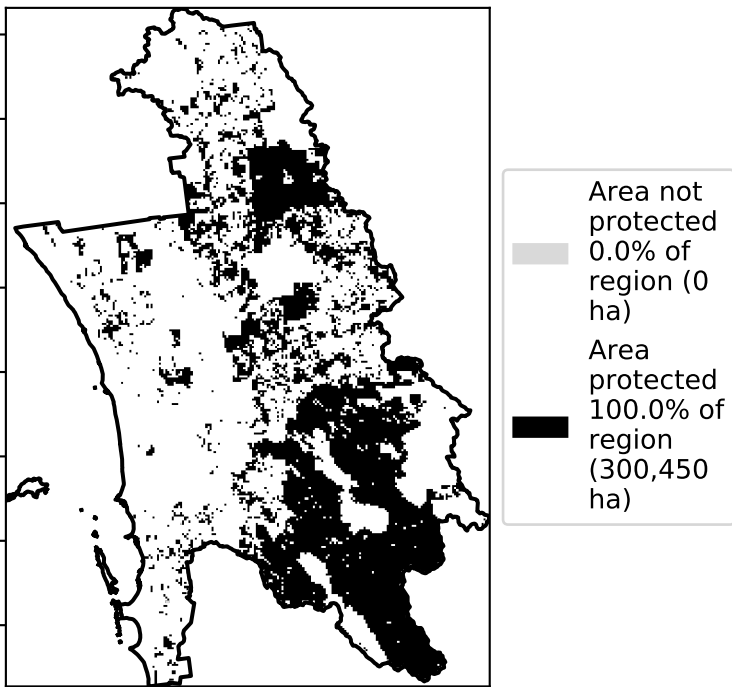 Area not
protected
0.0% of
region (0
ha)
Area
protected
100.0% of
region
(300,450
ha)